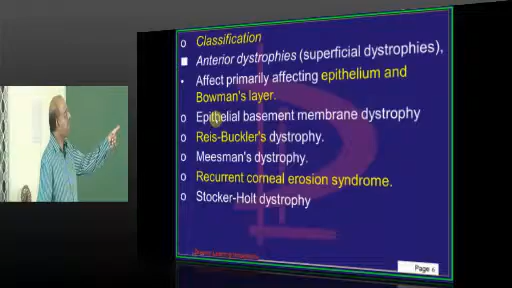 Classification
Anterior dystrophies (superficial dystrophies),
Affect primarily affecting epithelium and
Bowman's layer.
Epithelial basement membrane dystrophy
Reis-Buckler's dystrophy.
Meesman's dystrophy.
Recurrent corneal erosion syndrome.
Stocker-Holt dystrophy
Page 6